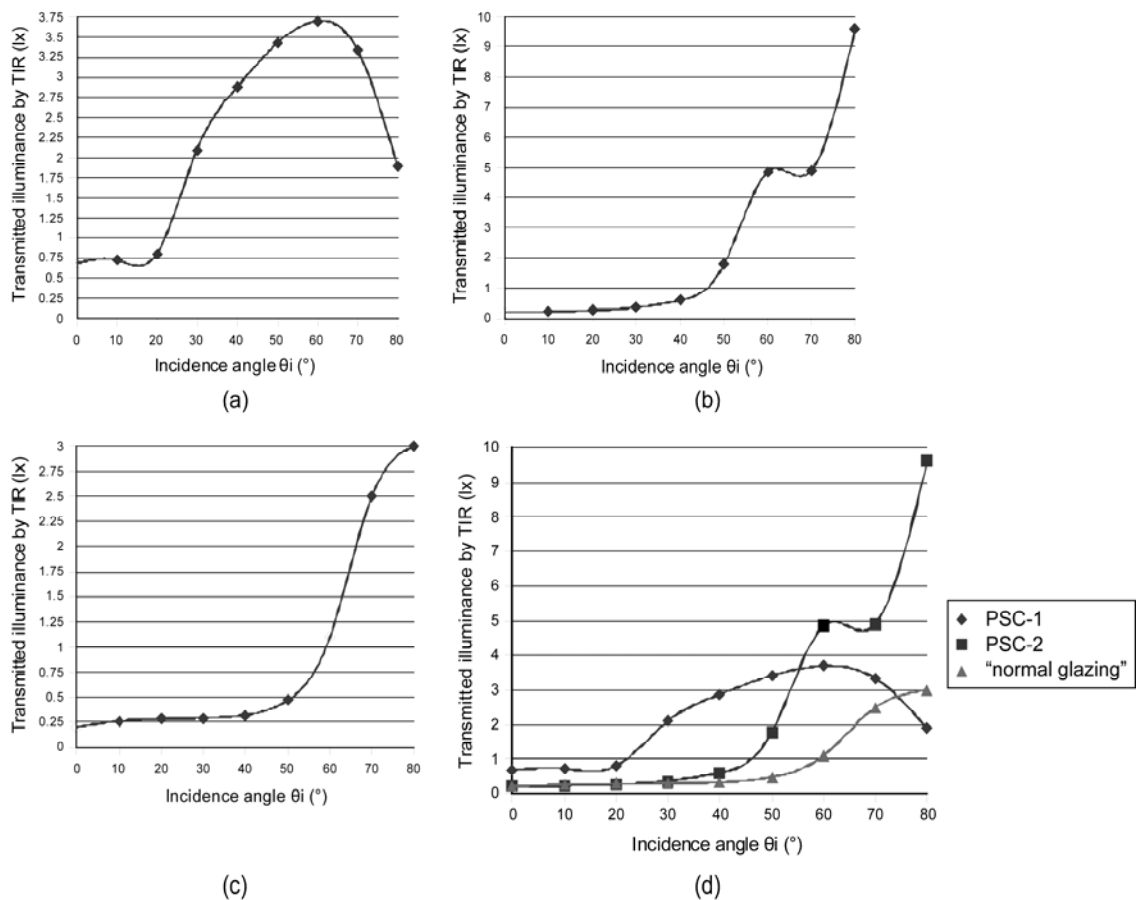 Transmitted illuminance by TIR (lx)
3.75
3.5
3.25
3
2.75
2.5
2.25
2
1.75
1.5
1.25
1
0.75
0.5
0.25
0
0 10 20 30 40 50 60 70 80
Incidence angle θi (°)
(a)
Transmitted illuminance by TIR (lx)
10
9
8
7
6
5
4
3
2
1
0
0 10 20 30 40 50 60 70 80
Incidence angle θi (°)
(b)
Transmitted illuminance by TIR (lx)
3
2.75
2.5
2.25
2
1.75
1.5
1.25
1
0.75
0.5
0.25
0
0 10 20 30 40 50 60 70 80
Incidence angle θi (°)
(c)
Transmitted illuminance by TIR (lx)
10
9
8
7
6
5
4
3
2
1
0
0 10 20 30 40 50 60 70 80
Incidence angle θi (°)
(d)
PSC-1
PSC-2
“normal glazing”